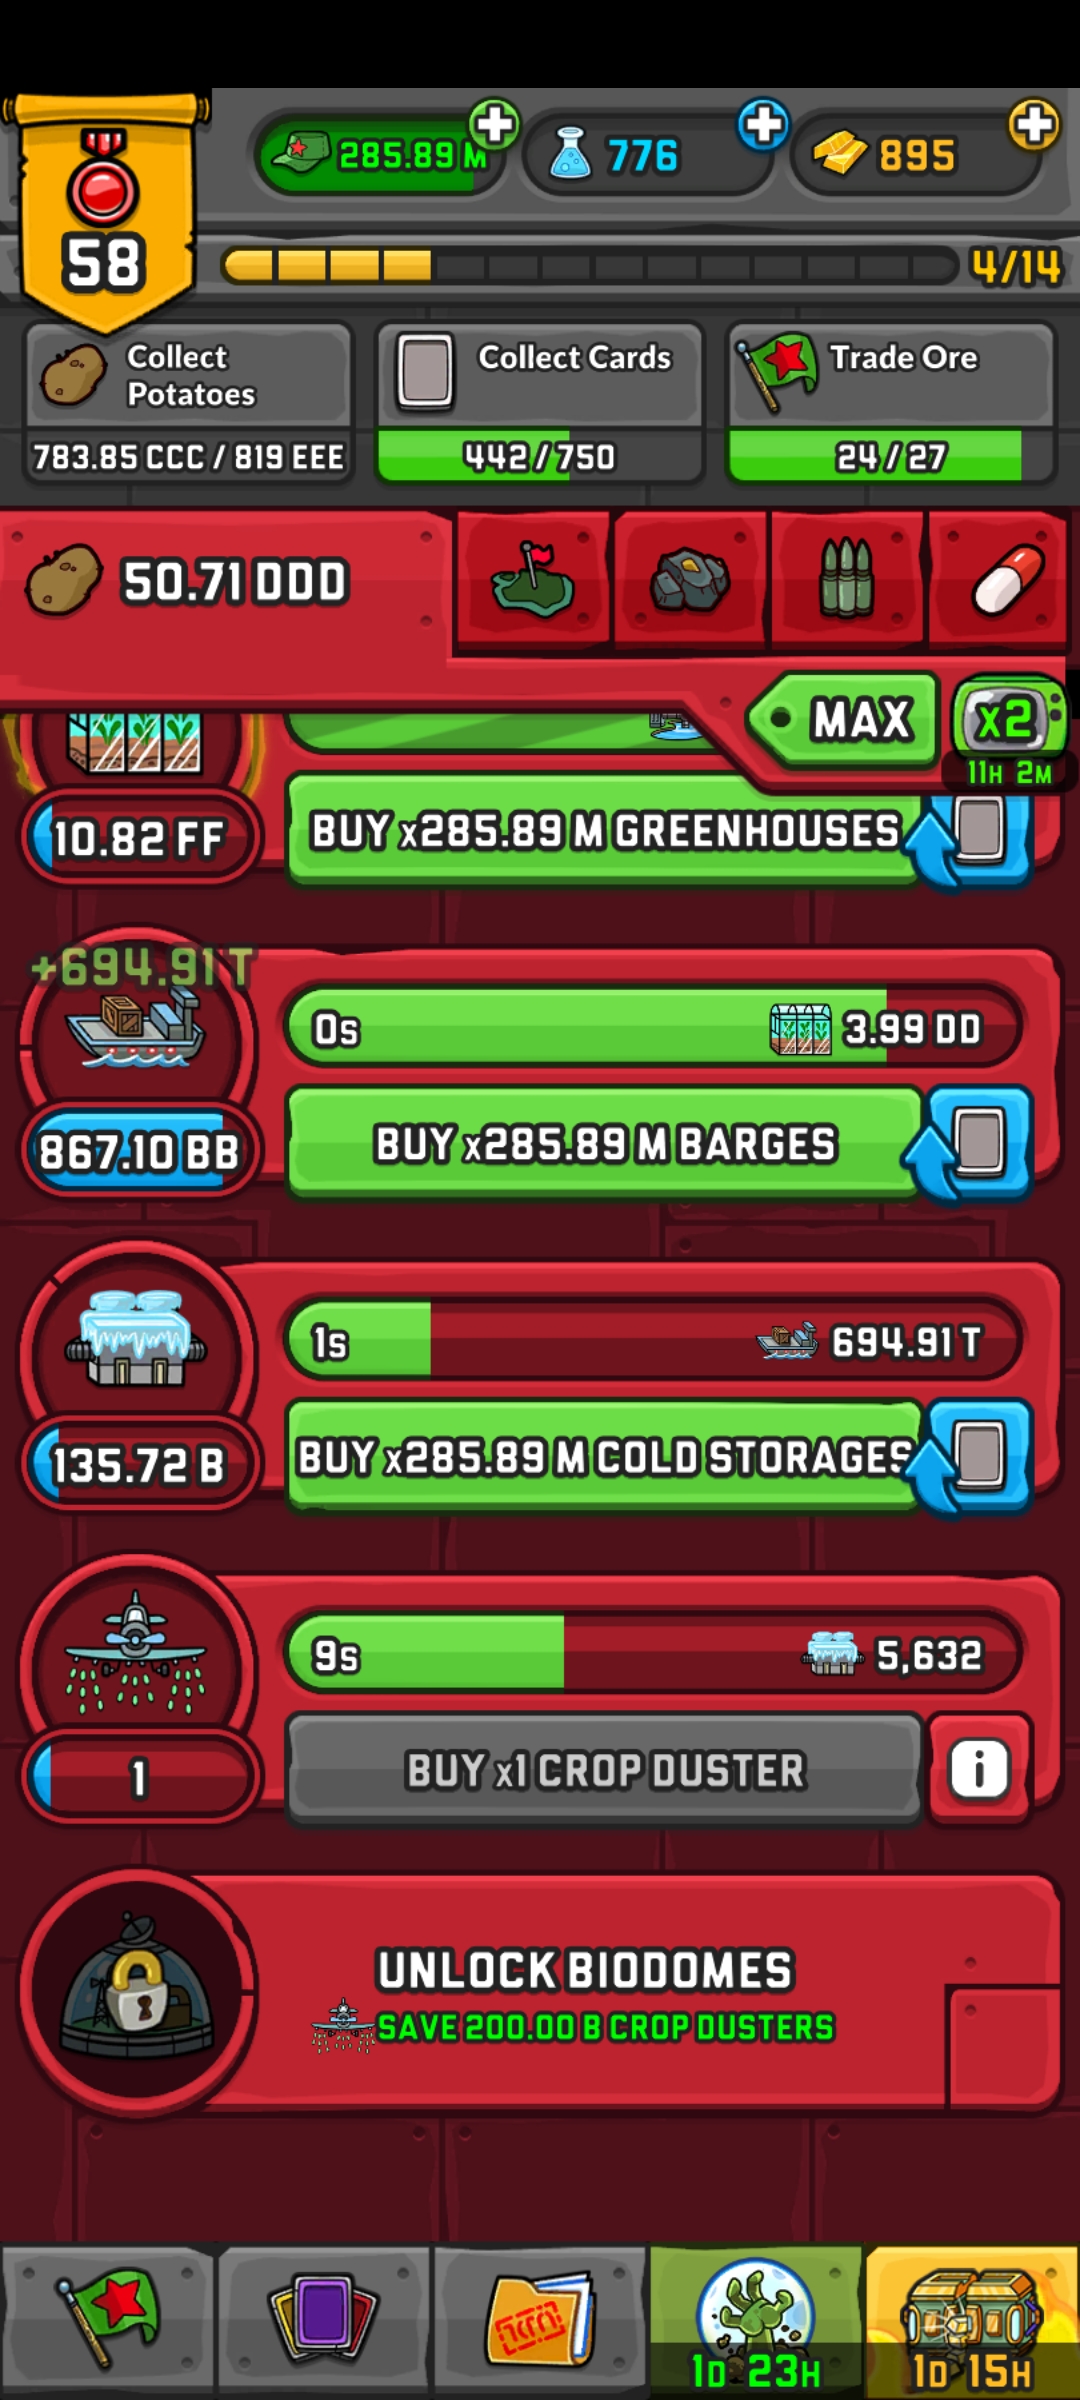 58
285.89 M
776
895
4/14
Collect
Potatoes
783.85 CCC / 819 EEE
Collect Cards
442/750
Trade Ore
24/27
50.71 DDD
MAX
x2
11H 2M
10.82 FF
BUY x285.89 M GREENHOUSES
+694.91 T
0s
3.99 DD
867.10 BB
BUY x285.89 M BARGES
1s
694.91 T
135.72 B
BUY x285.89 M COLD STORAGES
9s
5,632
1
BUY x1 CROP DUSTER
i
UNLOCK BIODOMES
SAVE 200.00 B CROP DUSTERS
1D 23H
1D 15H